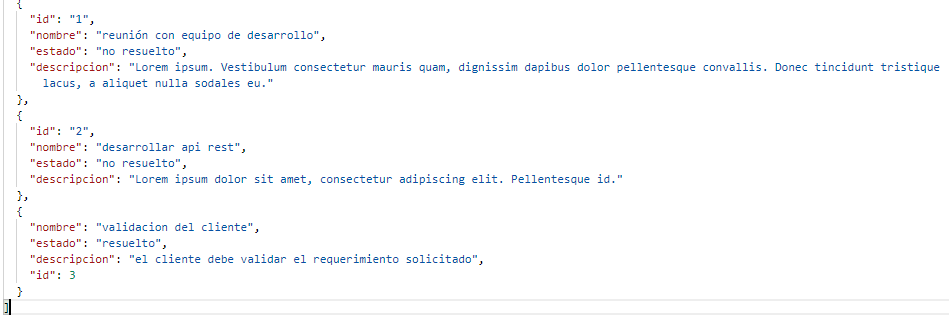 {
"id": "1",
"nombre": "reunión con equipo de desarrollo",
"estado": "no resuelto",
"descripcion": "Lorem ipsum. Vestibulum consectetur mauris quam, dignissim dapibus dolor pellentesque convallis. Donec tincidunt tristique
lacus, a aliquet nulla sodales eu."
},
{
"id": "2",
"nombre": "desarrollar api rest",
"estado": "no resuelto",
"descripcion": "Lorem ipsum dolor sit amet, consectetur adipiscing elit. Pellentesque id."
},
{
"nombre": "validacion del cliente",
"estado": "resuelto",
"descripcion": "el cliente debe validar el requerimiento solicitado",
"id": 3
}
]